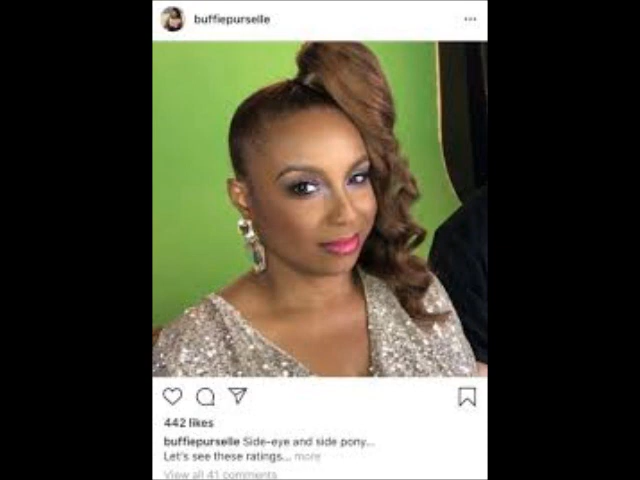 buffiepurselle
442 likes
buffiepurselle Side-eye and side pony...
Let's see these ratings... more
View all 41 comments